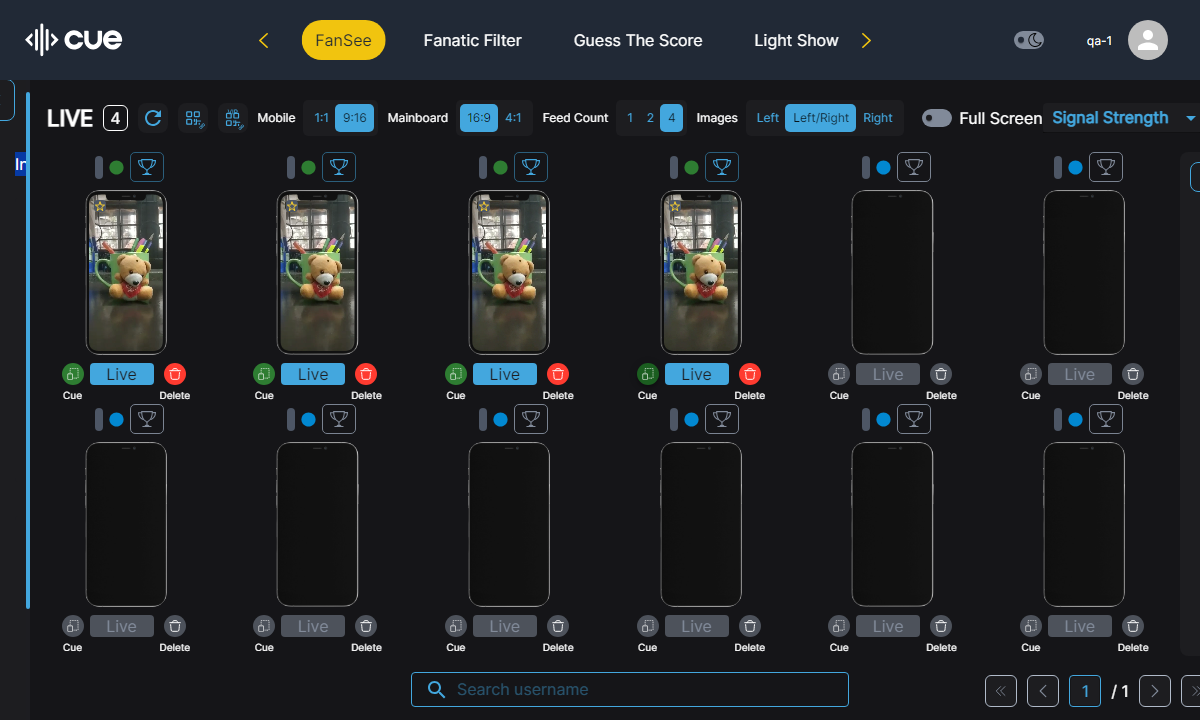 cue
FanSee
Fanatic Filter
Guess The Score
Light Show
qa-1
LIVE 4
Mobile 1:1 9:16
Mainboard 16:9 4:1
Feed Count 1 2 4
Images Left Left/Right Right
Full Screen
Signal Strength
Live Live Live Live Live Live
Cue Delete Cue Delete Cue Delete Cue Delete Cue Delete Cue Delete
Live Live Live Live Live Live
Cue Delete Cue Delete Cue Delete Cue Delete Cue Delete Cue Delete
Search username
1 / 1